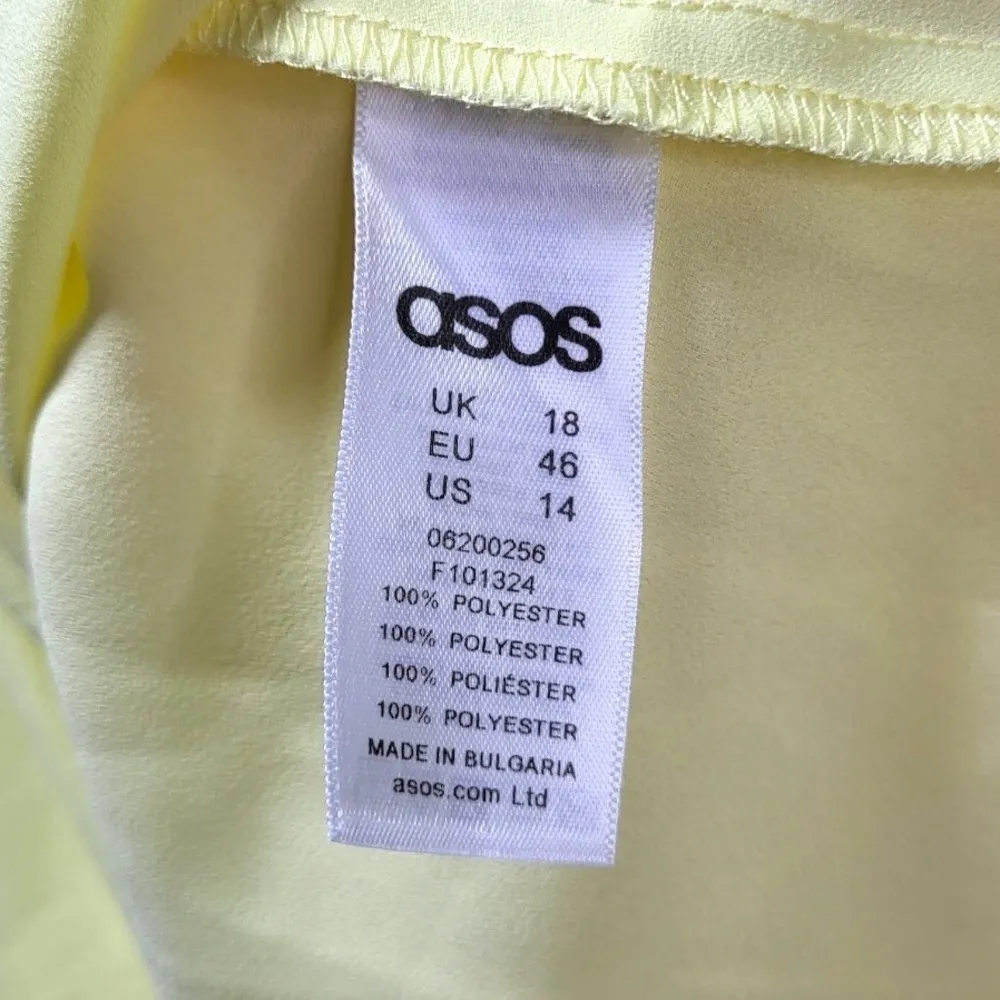 asos
UK 18
EU 46
US 14
06200256
F101324
100% POLYESTER
100% POLYESTER
100% POLIÉSTER
100% POLYESTER
MADE IN BULGARIA
asos.com Ltd